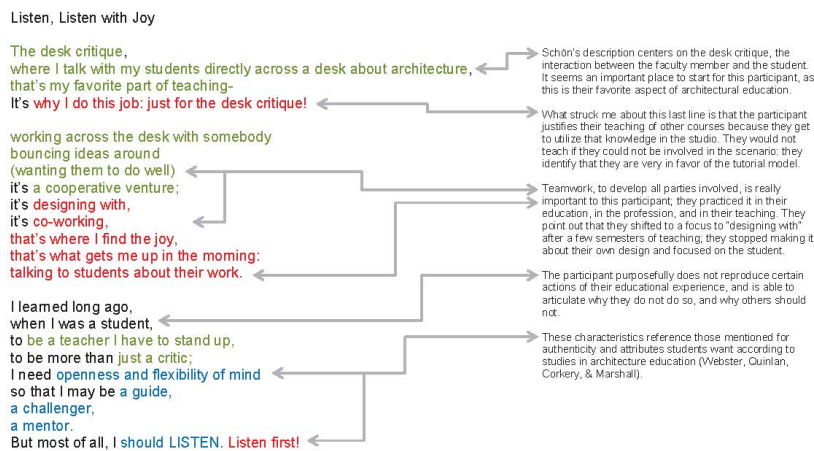 Listen, Listen with Joy
The desk critique,
where I talk with my students directly across a desk about architecture,
that's my favorite part of teaching-
It's why I do this job: just for the desk critique!
working across the desk with somebody
bouncing ideas around
(wanting them to do well)
it's a cooperative venture;
it's designing with,
it's co-working,
that's where I find the joy,
that's what gets me up in the morning:
talking to students about their work.
I learned long ago,
when I was a student,
to be a teacher I have to stand up,
to be more than just a critic;
I need openness and flexibility of mind
so that I may be a guide,
a challenger,
a mentor.
But most of all, I should LISTEN. Listen first!
Schön's description centers on the desk critique, the
interaction between the faculty member and the student.
It seems an important place to start for this participant, as
this is their favorite aspect of architectural education.
What struck me about this last line is that the participant
justifies their teaching of other courses because they get
to utilize that knowledge in the studio. They would not
teach if they could not be involved in the scenario: they
identify that they are very in favor of the tutorial model.
Teamwork, to develop all parties involved, is really
important to this participant; they practiced it in their
education, in the profession, and in their teaching. They
point out that they shifted to a focus to "designing with"
after a few semesters of teaching; they stopped making it
about their own design and focused on the student.
The participant purposefully does not reproduce certain
actions of their educational experience, and is able to
articulate why they do not do so, and why others should
not.
These characteristics reference those mentioned for
authenticity and attributes students want according to
studies in architecture education (Webster, Quinlan,
Corkery, & Marshall).